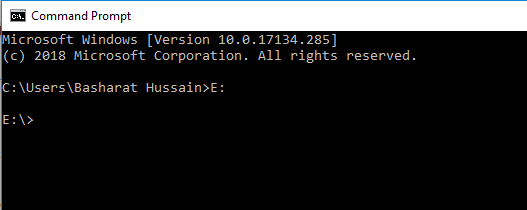 Command Prompt
Microsoft Windows [Version 10.0.17134.285]
(c) 2018 Microsoft Corporation. All rights reserved.
C:\Users\Basharat Hussain>E:
E:\>